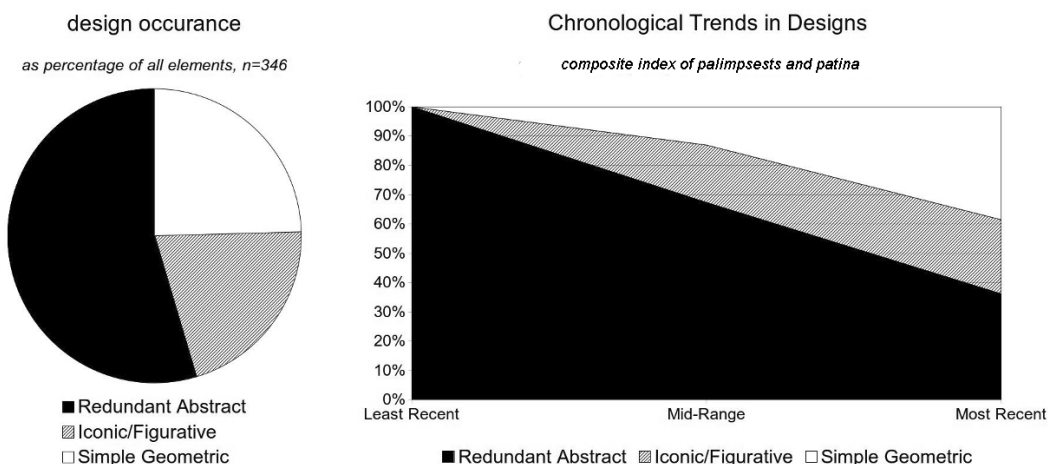 design occurance
as percentage of all elements, n=346
Redundant Abstract
Iconic/Figurative
Simple Geometric
Chronological Trends in Designs
composite index of palimpsests and patina
100%
90%
80%
70%
60%
50%
40%
30%
20%
10%
0%
Least Recent Mid-Range Most Recent
Redundant Abstract Iconic/Figurative Simple Geometric